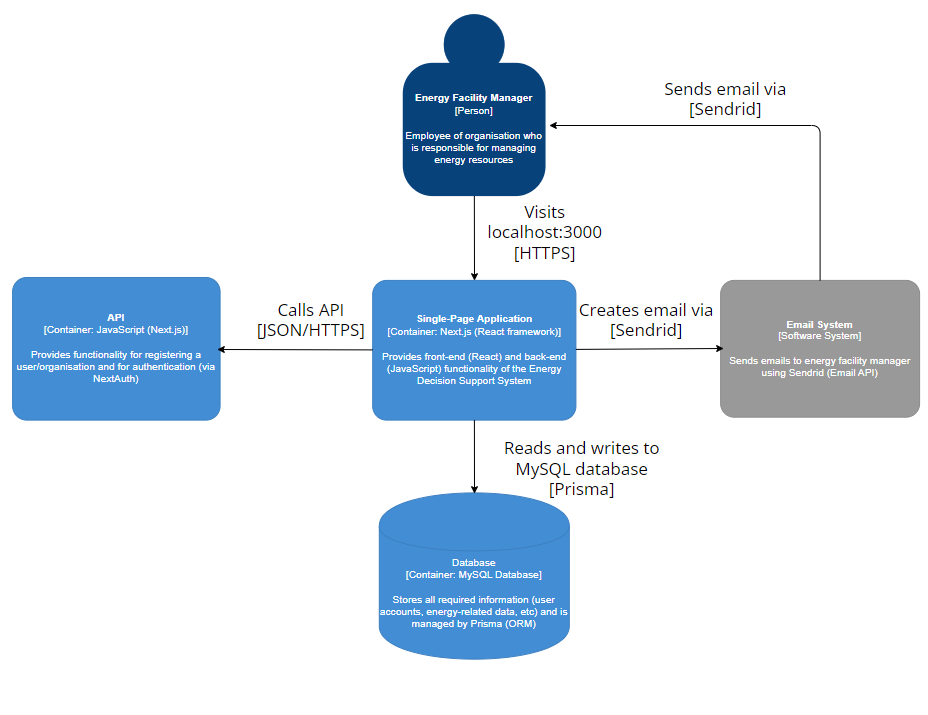 Energy Facility Manager
[Person]
Employee of organisation who
is responsible for managing
energy resources
Sends email via
[Sendrid]
Visits
localhost:3000
[HTTPS]
API
[Container: JavaScript (Next.js)]
Provides functionality for registering a
user/organisation and for authentication (via
NextAuth)
Calls API
[JSON/HTTPS]
Single-Page Application
[Container: Next.js (React framework)]
Provides front-end (React) and back-end
(JavaScript) functionality of the Energy
Decision Support System
Creates email via
[Sendrid]
Email System
[Software System]
Sends emails to energy facility manager
using Sendrid (Email API)
Reads and writes to
MySQL database
[Prisma]
Database
[Container: MySQL Database]
Stores all required information (user
accounts, energy-related data, etc) and is
managed by Prisma (ORM)